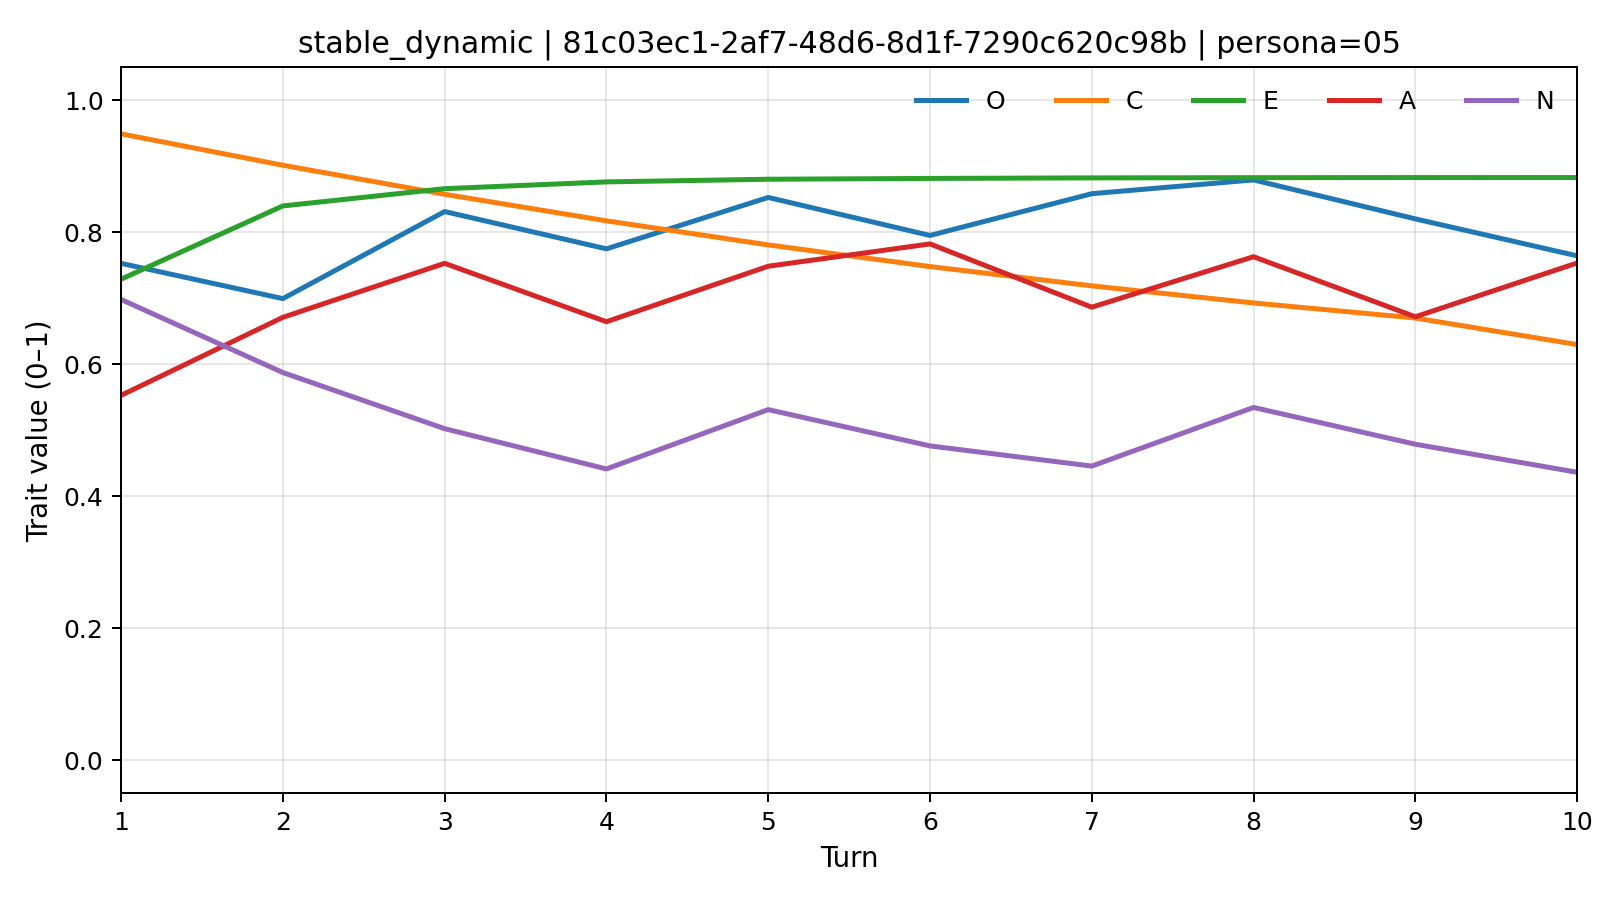 stable_dynamic | 81c03ec1-2af7-48d6-8d1f-7290c620c98b | persona=05
O C E A N
Trait value (0–1)
1.0
0.8
0.6
0.4
0.2
0.0
1 2 3 4 5 6 7 8 9 10
Turn